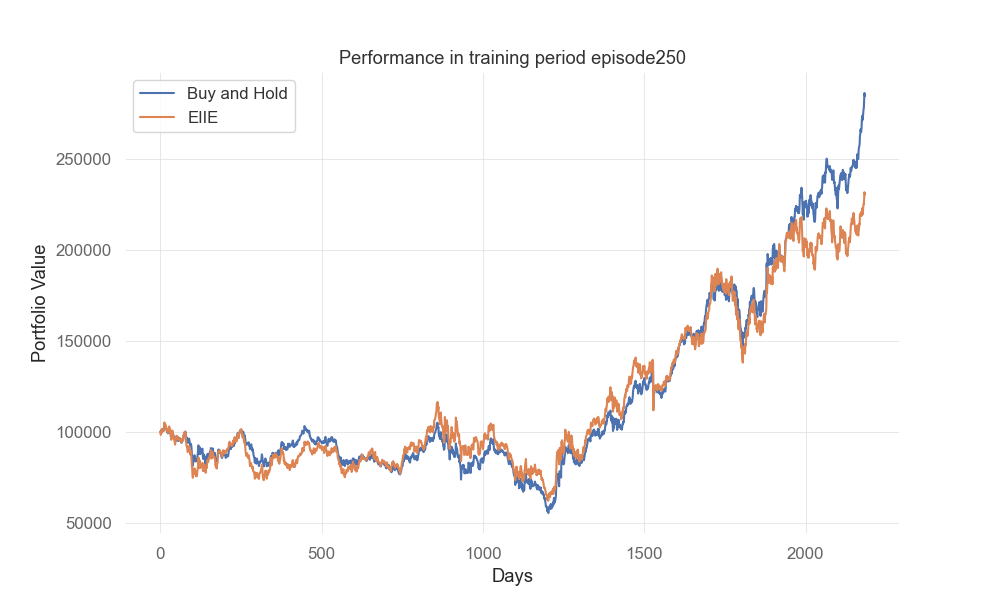 Performance in training period episode250
Buy and Hold
EIIE
Portfolio Value
250000
200000
150000
100000
50000
0
500
1000
1500
2000
Days